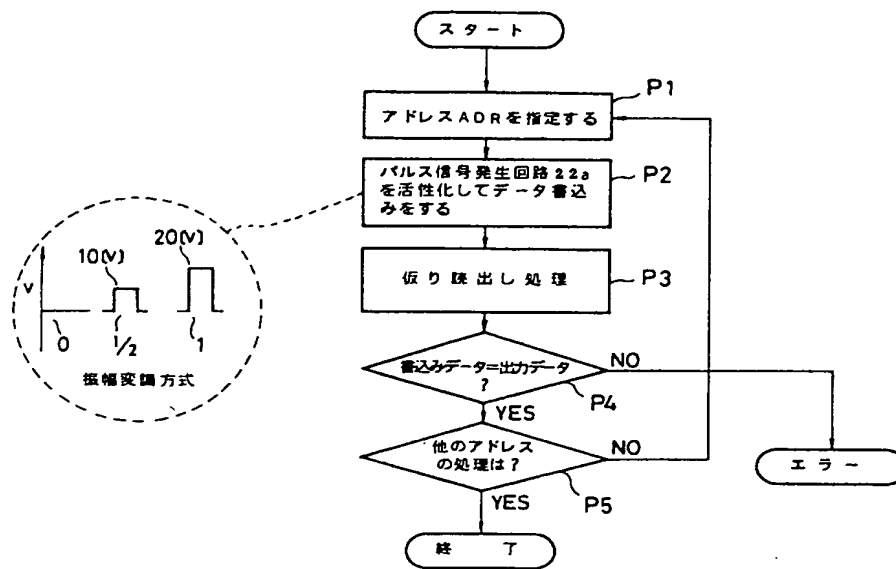 スタート
P1
アドレスADRを指定する
パルス信号発生回路22a
を活性化してデータ書込
みをする
P2
仮り読出し処理
P3
書込みデータ=出力データ
?
NO
P4
YES
他のアドレス
の処理は?
NO
P5
YES
エラー
終了
20(V)
10(V)
V
0
1/2
1
振幅変調方式